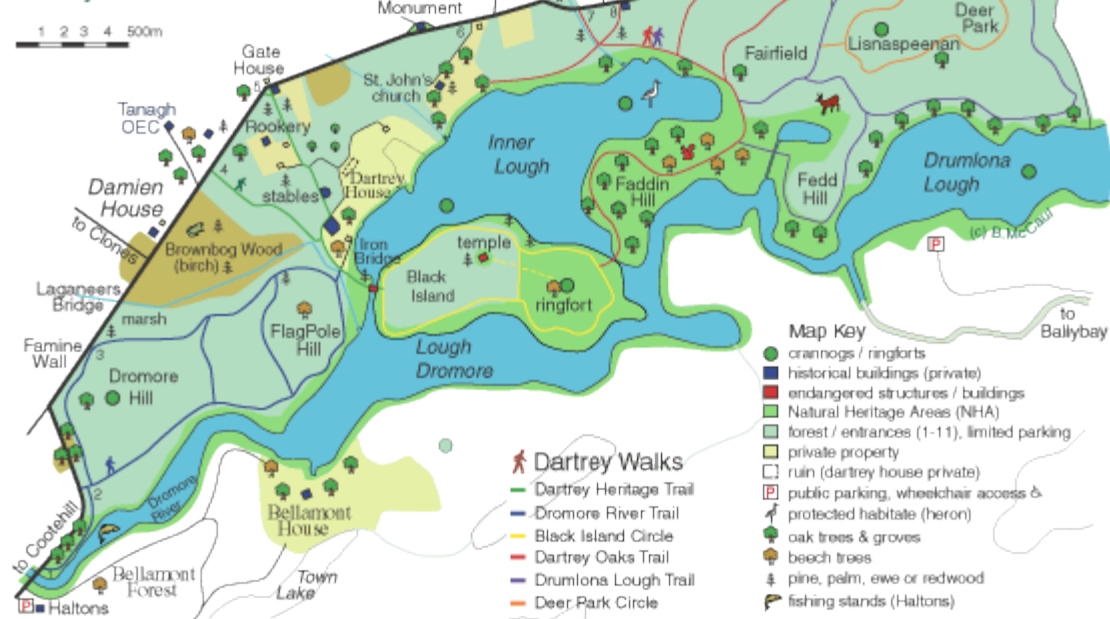 Monument
1 2 3 4 500m
6
7
8
Deer
Park
Lisnaspeenan
Fairfield
Gate
House
5
St. John's
church
Tanagh
OEC
Rookery
Inner
Lough
Drumlona
Lough
4
Dartrey
House
Faddin
Hill
Fedd
Hill
Damien
House
stables
(c) B. McCaul
to Clones
Brownbog Wood
(birch)
Iron
Bridge
temple
P
Black
Island
ringfort
Laganeers
Bridge
marsh
FlagPole
Hill
to
Ballybay
Famine
Wall
3
Lough
Dromore
Dromore
Hill
Map Key
crannogs / ringforts
historical buildings (private)
endangered structures / buildings
Natural Heritage Areas (NHA)
forest / entrances (1-11), limited parking
private property
ruin (dartrey house private)
P public parking, wheelchair access
protected habitate (heron)
oak trees & groves
beech trees
pine, palm, ewe or redwood
fishing stands (Haltons)
Dartrey Walks
Dartrey Heritage Trail
Dromore River Trail
Black Island Circle
Dartrey Oaks Trail
Drumlona Lough Trail
Deer Park Circle
2
Dromore
River
Bellamont
House
to Cootehill
Bellamont
Forest
Town
Lake
P Haltons